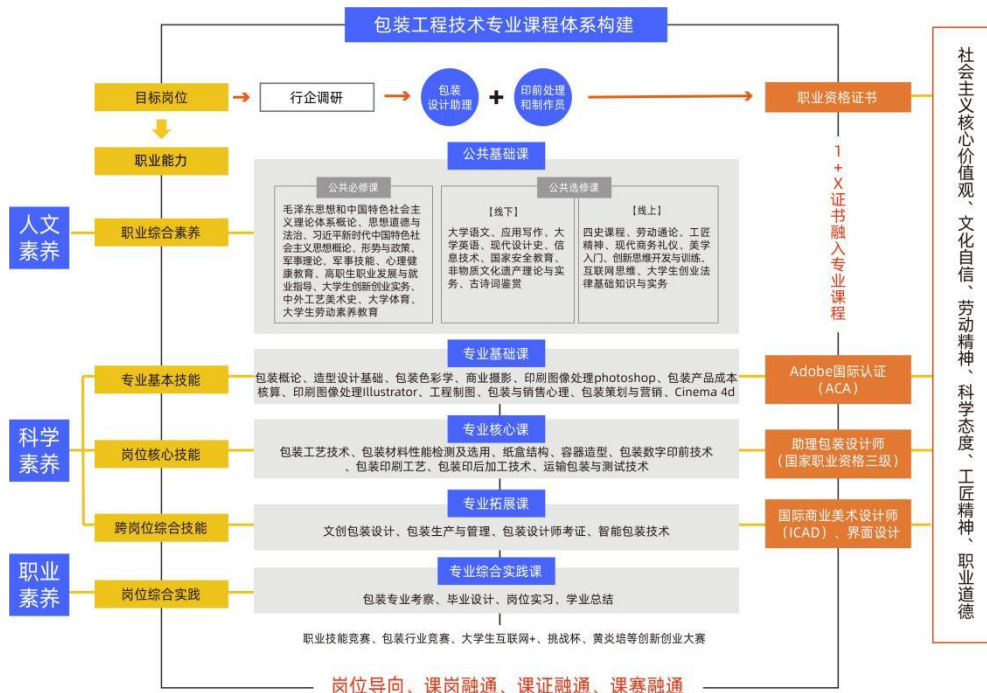 包装工程技术专业课程体系构建
目标岗位
行企调研
包装
设计助理
+
印前处理
和制作员
职业资格证书
职业能力
公共基础课
人文
素养
职业综合素养
公共必修课
毛泽东思想和中国特色社会主
义理论体系概论、思想道德与
法治、习近平新时代中国特色
社会主义思想概论、形势与政策、
军事理论、军事技能、心理健
康教育、高职生职业发展与就
业指导、大学生创新创业实务、
中外工艺美术史、大学体育、
大学生劳动素养教育
公共选修课
【线下】
大学语文、应用写作、大
学英语、现代设计史、信
息技术、国家安全教育、
非物质文化遗产理论与实
务、古诗词鉴赏
【线上】
四史课程、劳动通论、工匠
精神、现代商务礼仪、美学
入门、创新思维开发与训练、
互联网思维、大学生创业法
律基础知识与实务
1+X证书融入专业课程
科学
素养
专业基本技能
专业基础课
包装概论、造型设计基础、包装色彩学、商业摄影、印刷图像处理photoshop、包装产品成本
核算、印刷图像处理Illustrator、工程制图、包装与销售心理、包装策划与营销、Cinema 4d
Adobe国际认证
（ACA）
岗位核心技能
专业核心课
包装工艺技术、包装材料性能检测及选用、纸盒结构、容器造型、包装数字印前技术
、包装印刷工艺、包装印后加工技术、运输包装与测试技术
助理包装设计师
（国家职业资格三级）
跨岗位综合技能
专业拓展课
文创包装设计、包装生产与管理、包装设计师考证、智能包装技术
国际商业美术设计师
（ICAD）、界面设计
职业
素养
岗位综合实践
专业综合实践课
包装专业考察、毕业设计、岗位实习、学业总结
职业技能竞赛、包装行业竞赛、大学生互联网+、挑战杯、黄炎培等创新创业大赛
岗位导向、课岗融通、课证融通、课赛融通
社会主义核心价值观、文化自信、劳动精神、科学态度、工匠精神、职业道德